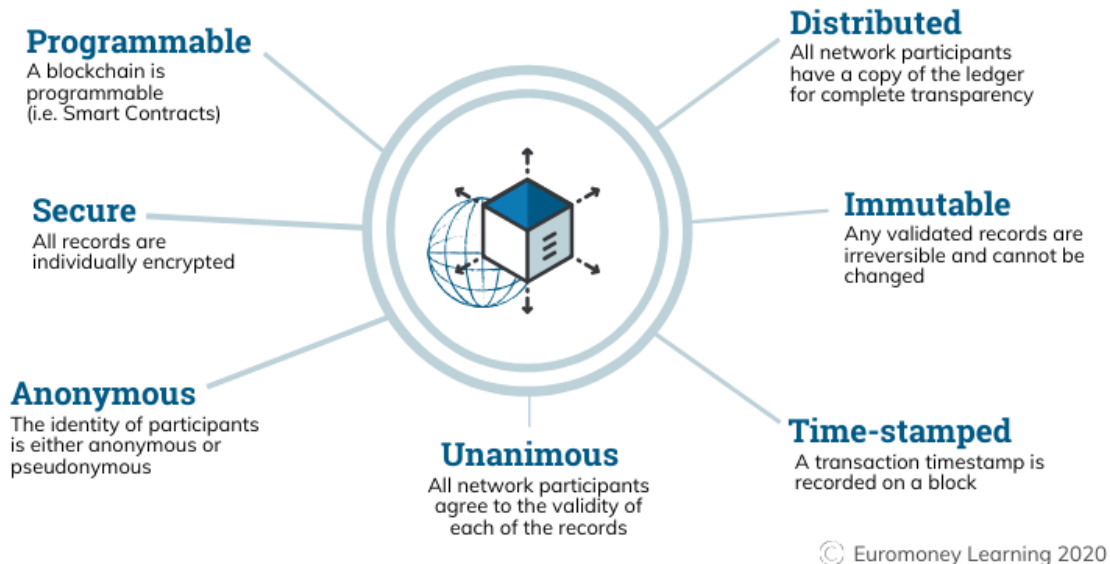 Programmable
A blockchain is
programmable
(i.e. Smart Contracts)
Distributed
All network participants
have a copy of the ledger
for complete transparency
Secure
All records are
individually encrypted
Immutable
Any validated records are
irreversible and cannot be
changed
Anonymous
The identity of participants
is either anonymous or
pseudonymous
Unanimous
All network participants
agree to the validity of
each of the records
Time-stamped
A transaction timestamp is
recorded on a block
© Euromoney Learning 2020